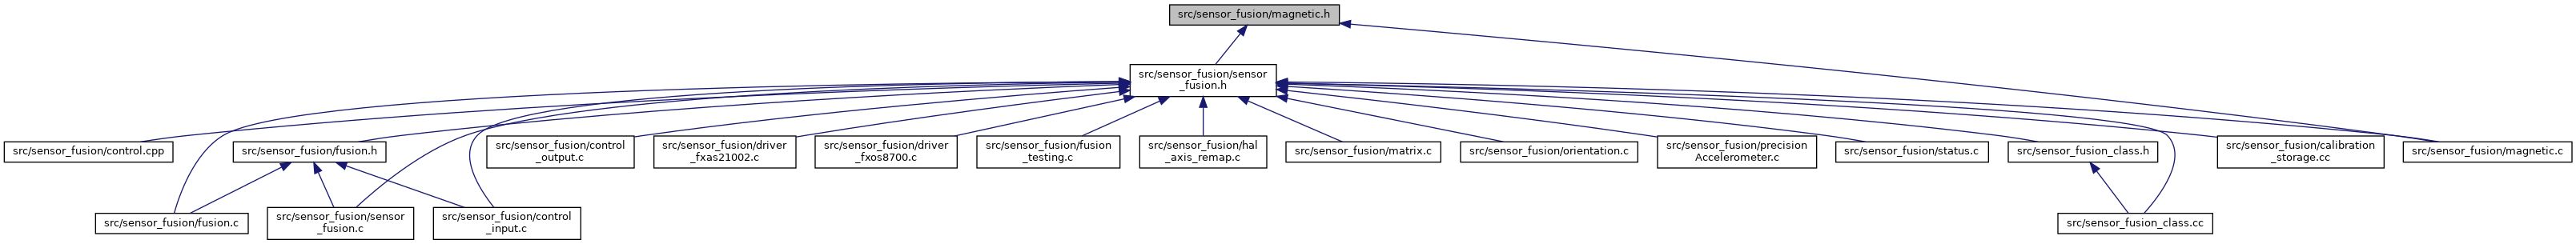 src/sensor_fusion/magnetic.h
src/sensor_fusion/sensor
_fusion.h
src/sensor_fusion/control.cpp
src/sensor_fusion/fusion.h
src/sensor_fusion/control
_output.c
src/sensor_fusion/driver
_fxas21002.c
src/sensor_fusion/driver
_fxos8700.c
src/sensor_fusion/fusion
_testing.c
src/sensor_fusion/hal
_axis_remap.c
src/sensor_fusion/matrix.c
src/sensor_fusion/orientation.c
src/sensor_fusion/precision
Accelerometer.c
src/sensor_fusion/status.c
src/sensor_fusion_class.h
src/sensor_fusion/calibration
_storage.cc
src/sensor_fusion/magnetic.c
src/sensor_fusion/fusion.c
src/sensor_fusion/sensor
_fusion.c
src/sensor_fusion/control
_input.c
src/sensor_fusion_class.cc